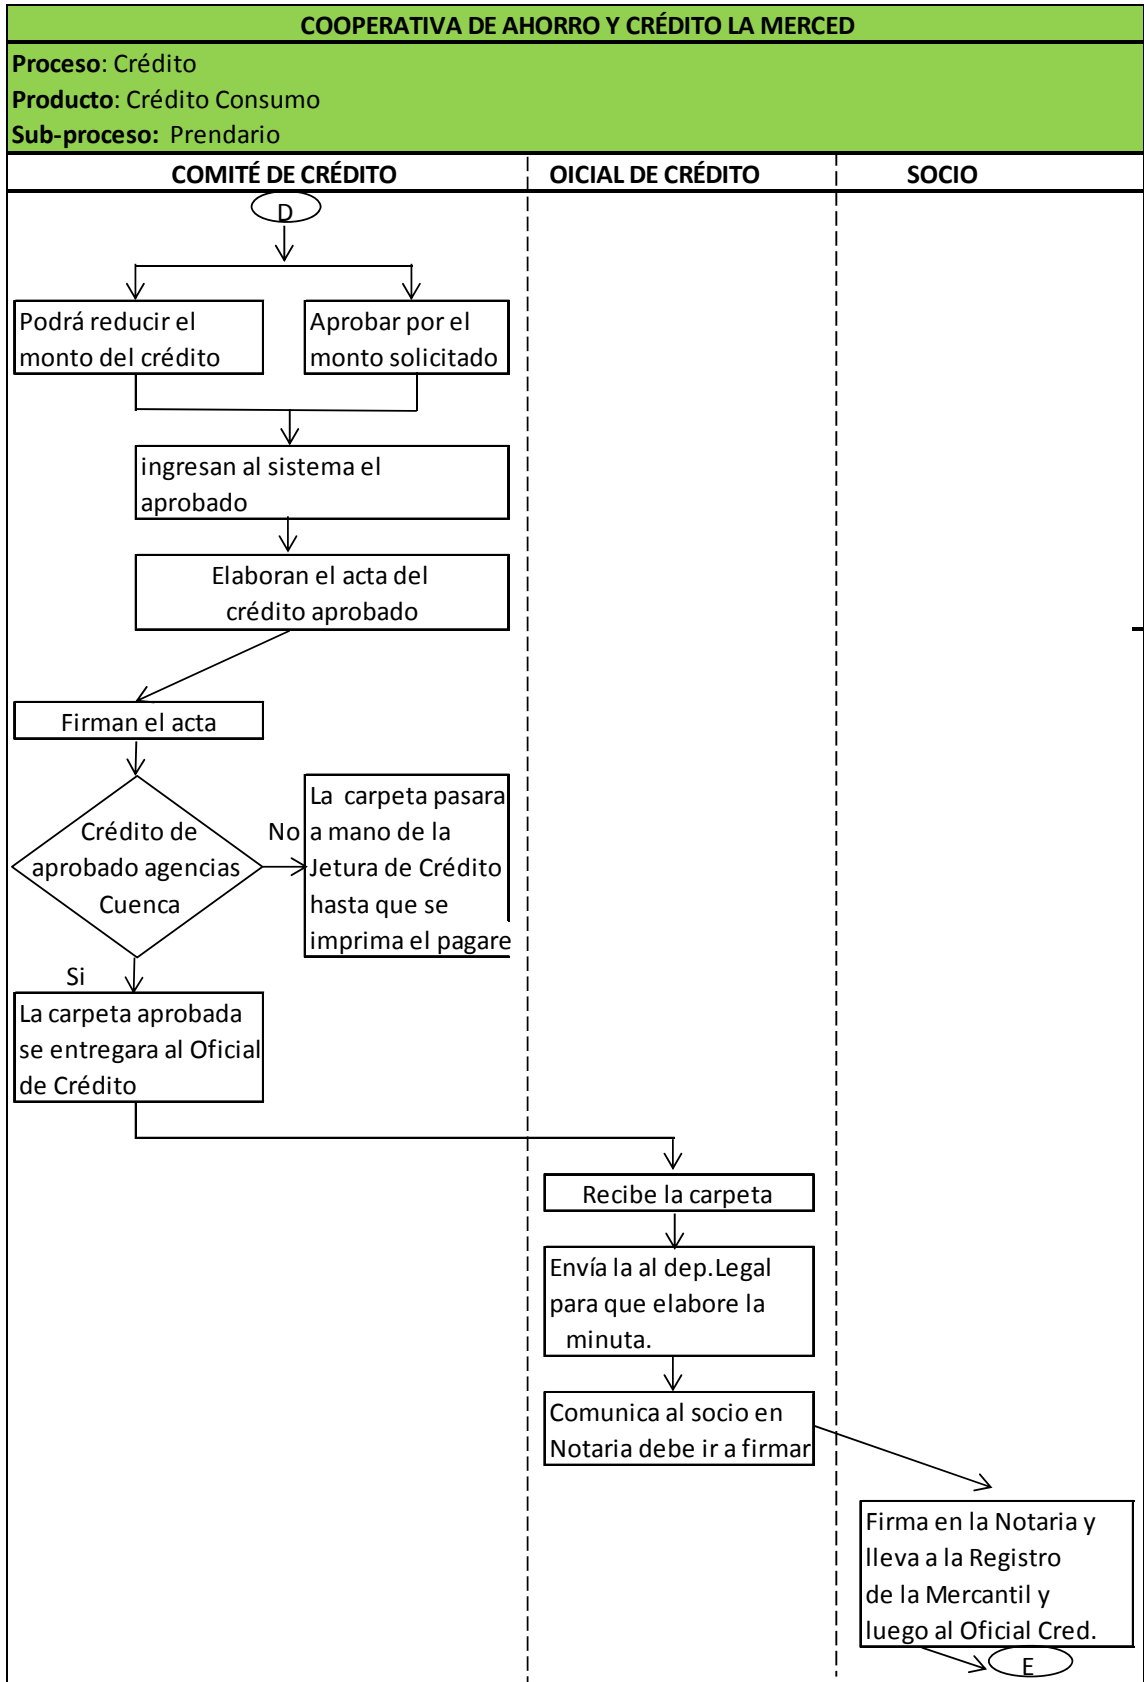 COOPERATIVA DE AHORRO Y CRÉDITO LA MERCED
Proceso: Crédito
Producto: Crédito Consumo
Sub-proceso: Prendario
COMITÉ DE CRÉDITO
OICIAL DE CRÉDITO
SOCIO
D
Podrá reducir el
monto del crédito
Aprobar por el
monto solicitado
ingresan al sistema el
aprobado
Elaboran el acta del
crédito aprobado
Firman el acta
Crédito de
aprobado agencias
Cuenca
No
La carpeta pasara
a mano de la
Jetura de Crédito
hasta que se
imprima el pagare
Si
La carpeta aprobada
se entregara al Oficial
de Crédito
Recibe la carpeta
Envía la al dep.Legal
para que elabore la
minuta.
Comunica al socio en
Notaria debe ir a firmar
Firma en la Notaria y
lleva a la Registro
de la Mercantil y
luego al Oficial Cred.
E